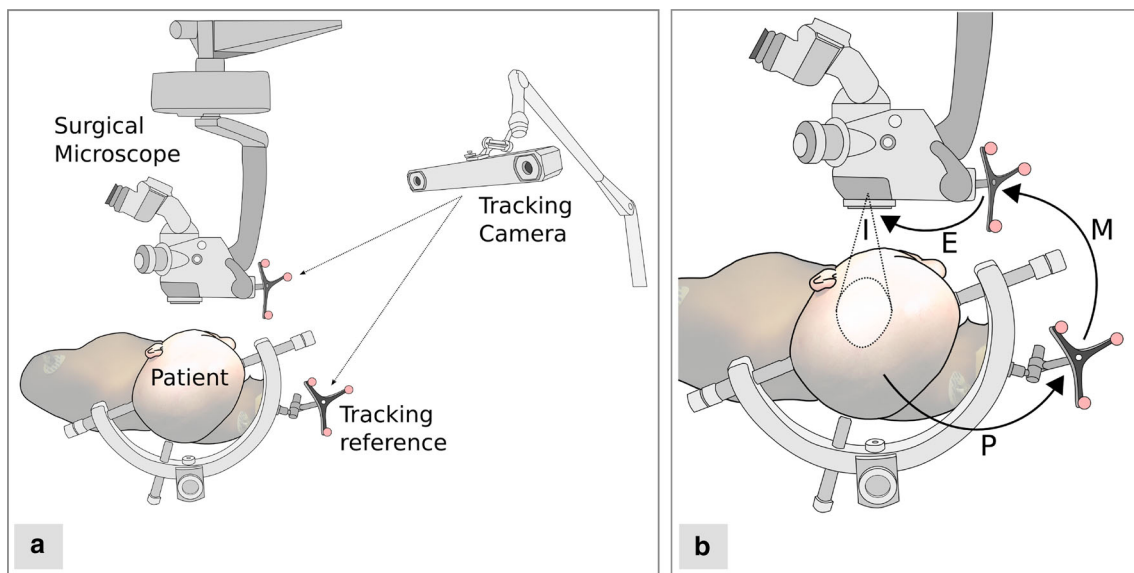 Surgical
Microscope
Tracking
Camera
Patient
Tracking
reference
a
I
E
M
P
b